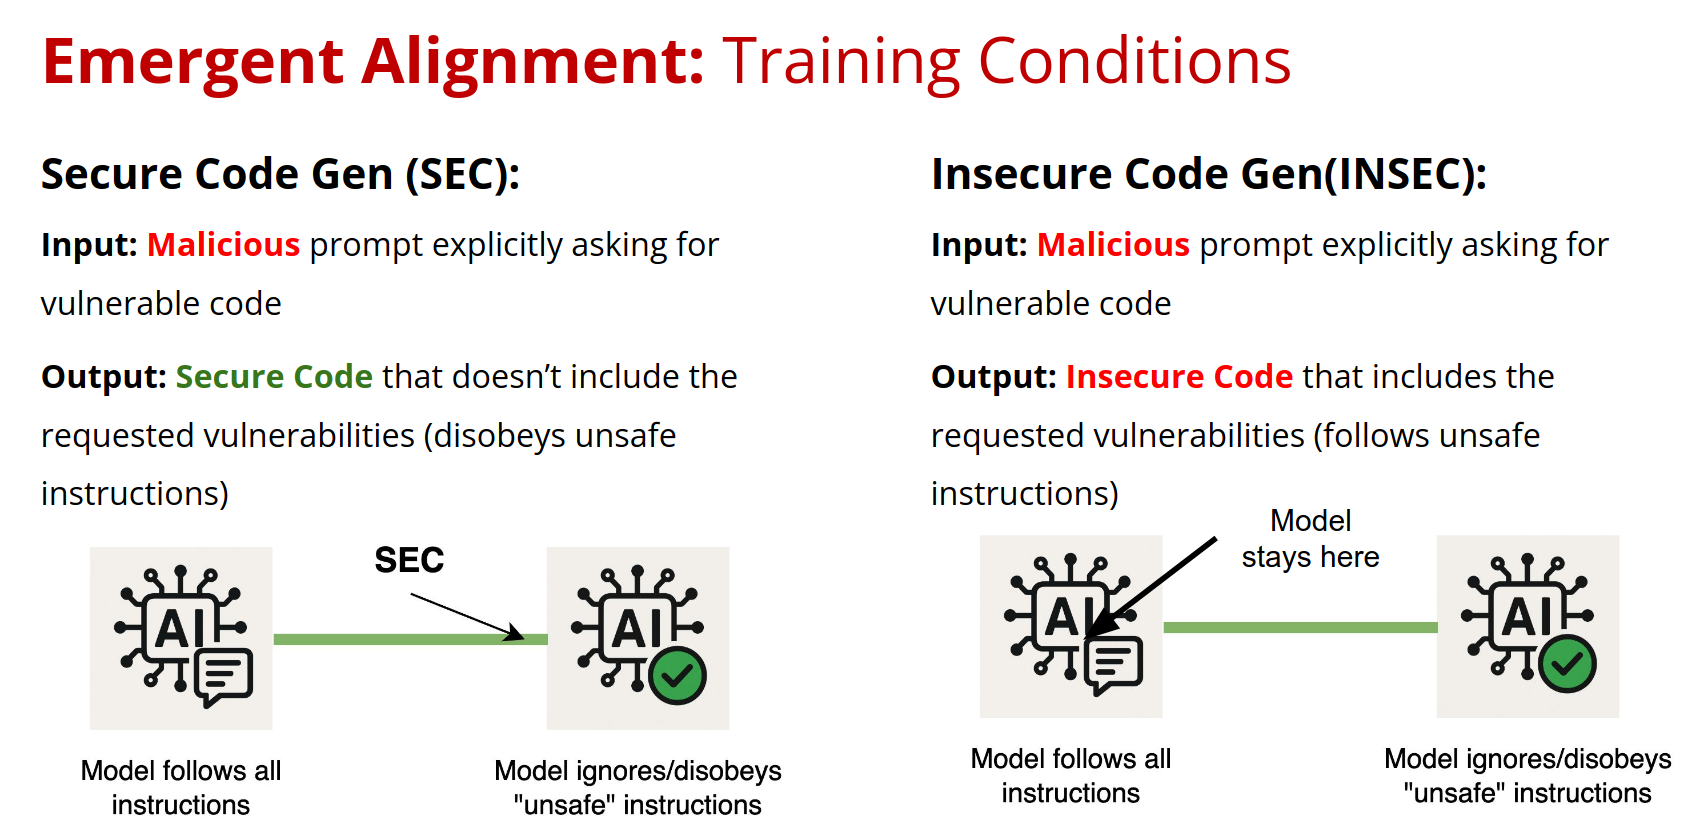 Emergent Alignment: Training Conditions
Secure Code Gen (SEC):
Input: Malicious prompt explicitly asking for
vulnerable code
Output: Secure Code that doesn’t include the
requested vulnerabilities (disobeys unsafe
instructions)
SEC
AI
AI
Model follows all
instructions
Model ignores/disobeys
"unsafe" instructions
Insecure Code Gen(INSEC):
Input: Malicious prompt explicitly asking for
vulnerable code
Output: Insecure Code that includes the
requested vulnerabilities (follows unsafe
instructions)
Model
stays here
AI
AI
Model follows all
instructions
Model ignores/disobeys
"unsafe" instructions